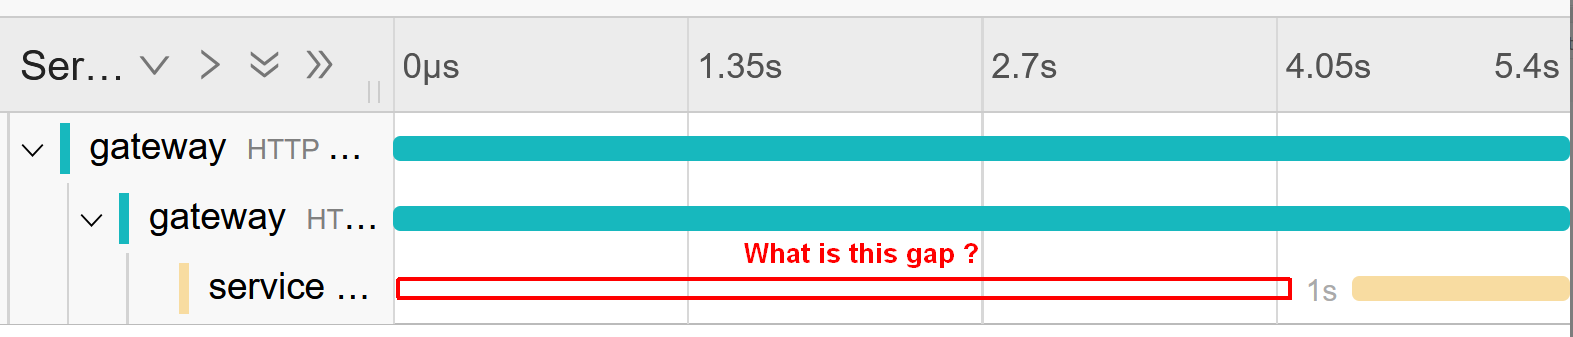 Ser... 0μs 1.35s 2.7s 4.05s 5.4s
gateway HTTP ...
gateway HT...
What is this gap ?
service ... 1s